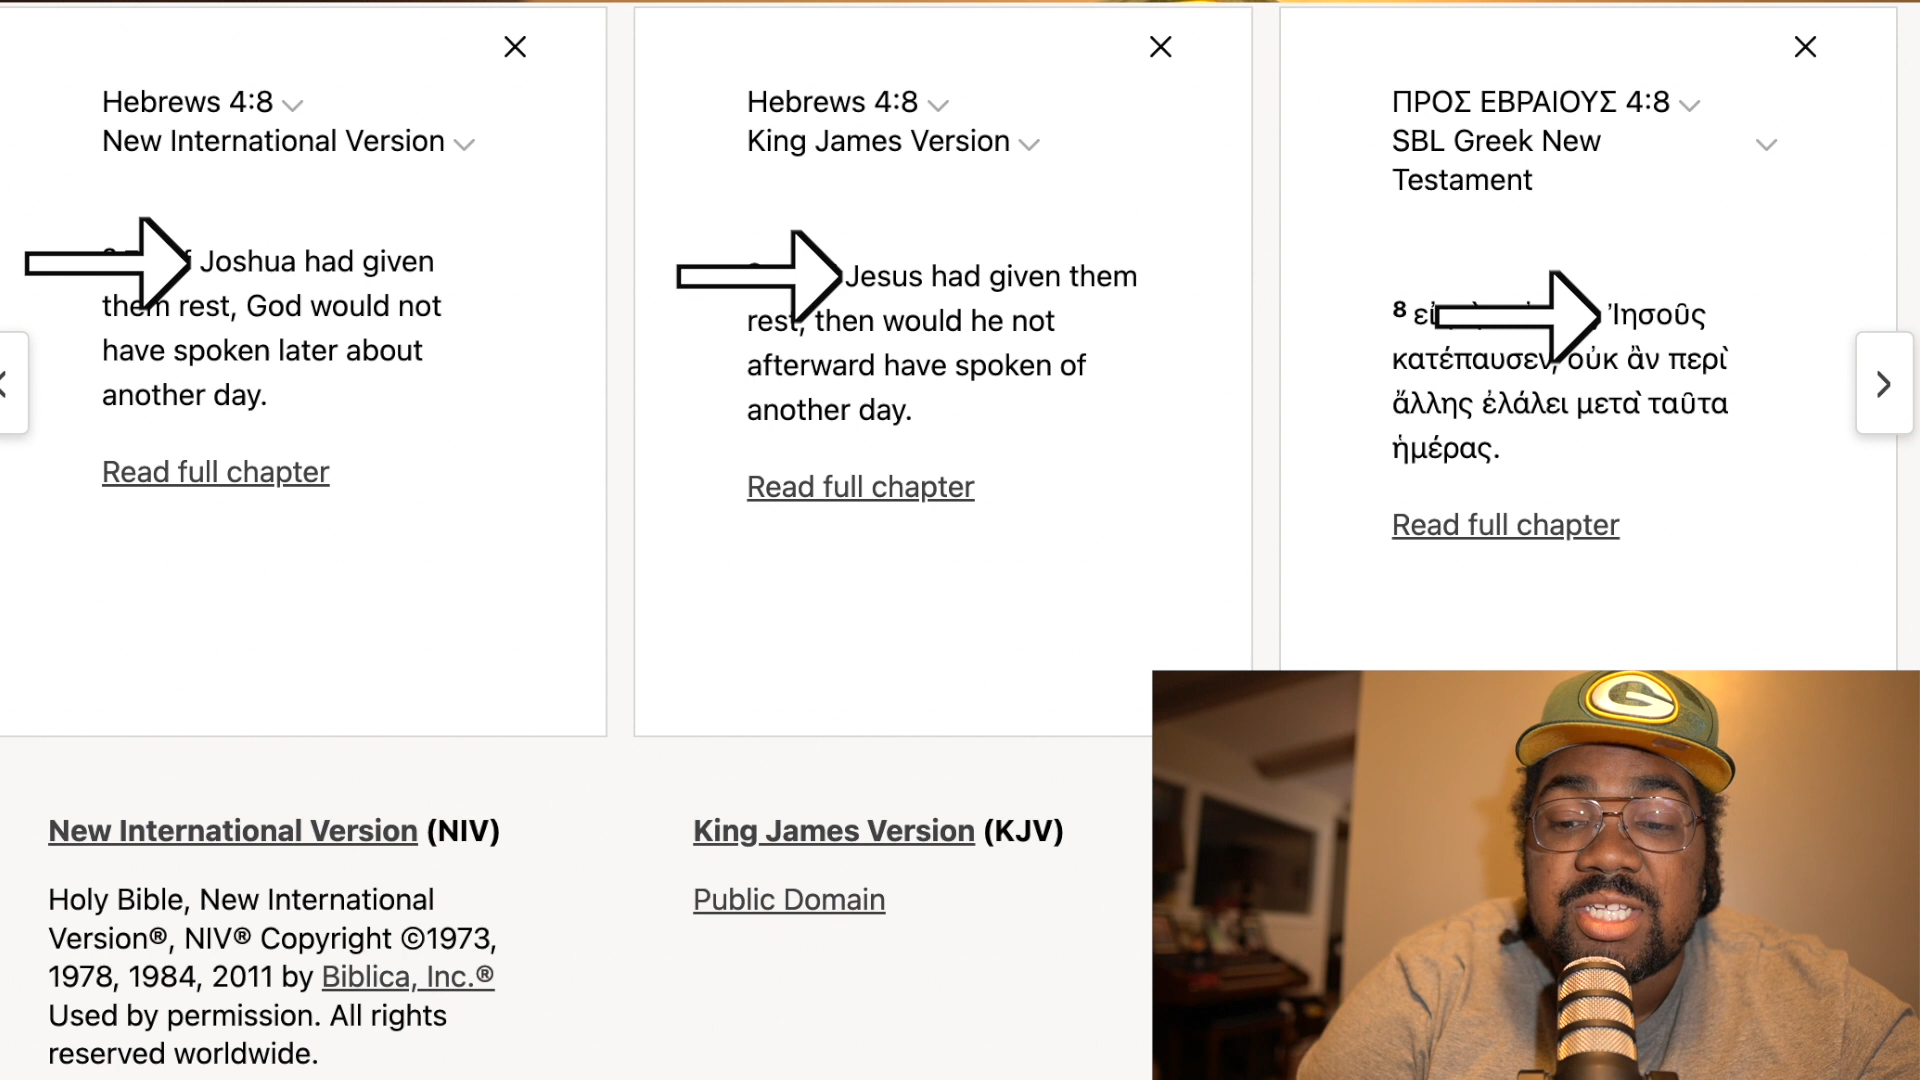 Hebrews 4:8
New International Version
Joshua had given
them rest, God would not
have spoken later about
another day.
Read full chapter
Hebrews 4:8
King James Version
Jesus had given them
rest, then would he not
afterward have spoken of
another day.
Read full chapter
ΠΡΟΣ ΕΒΡΑΙΟΥΣ 4:8
SBL Greek New
Testament
8 Ἰησοῦς
κατέπαυσεν, οὐκ ἂν περὶ
ἄλλης ἐλάλει μετὰ ταῦτα
ἡμέρας.
Read full chapter
New International Version (NIV)
Holy Bible, New International
Version®, NIV® Copyright ©1973,
1978, 1984, 2011 by Biblica, Inc.®
Used by permission. All rights
reserved worldwide.
King James Version (KJV)
Public Domain
G